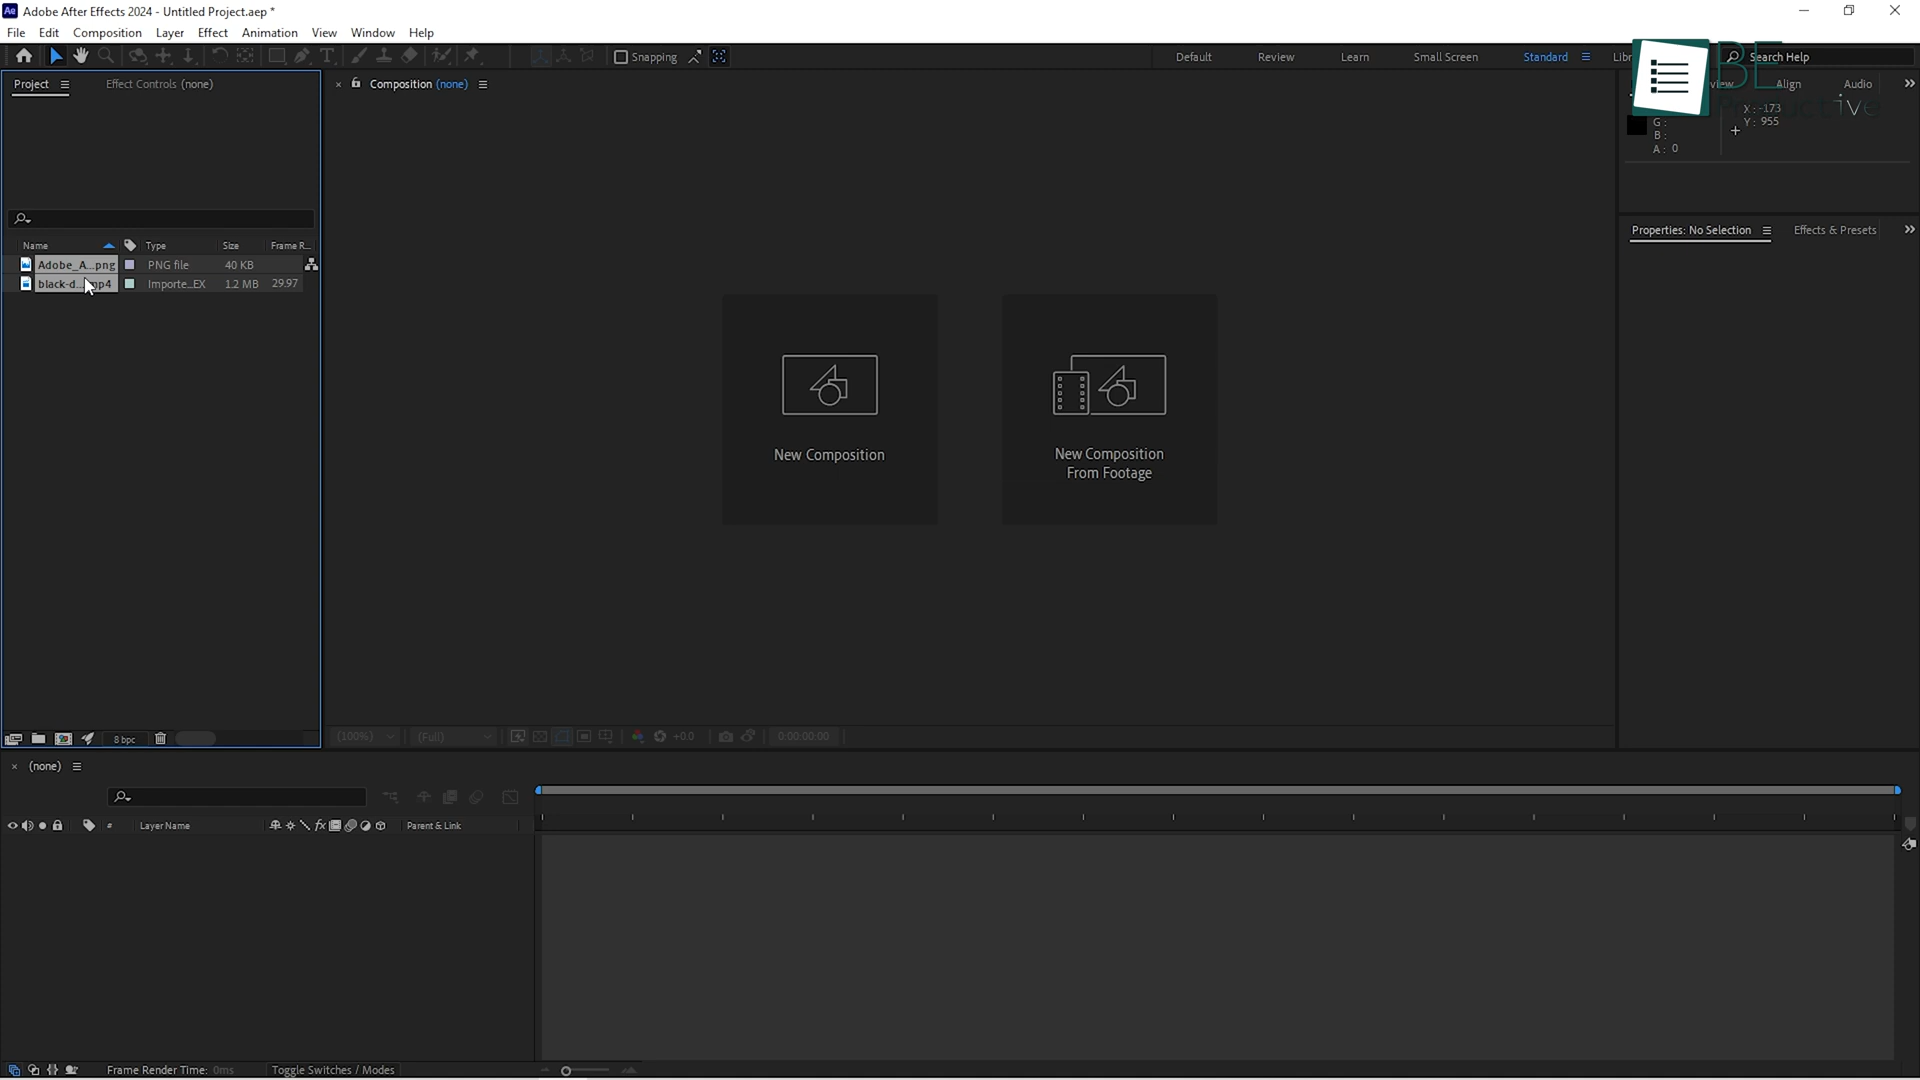 Adobe After Effects 2024 - Untitled Project.aep *
File Edit Composition Layer Effect Animation View Window Help
Snapping Default Review Learn Small Screen Standard Search Help
Project Effect Controls (none) Composition (none) Align Audio
BE
X: -173
Y: 955
G:
B:
A: 0
Properties: No Selection Effects & Presets
Name Type Size Frame R...
Adobe_A...png PNG file 40 KB
black-d... mp4 Importe_EX 1.2 MB 29.97
New Composition
New Composition
From Footage
8 bpc
(100%) (Full) +0.0 0:00:00:00
(none)
# Layer Name fx Parent & Link
Frame Render Time: 0ms Toggle Switches / Modes